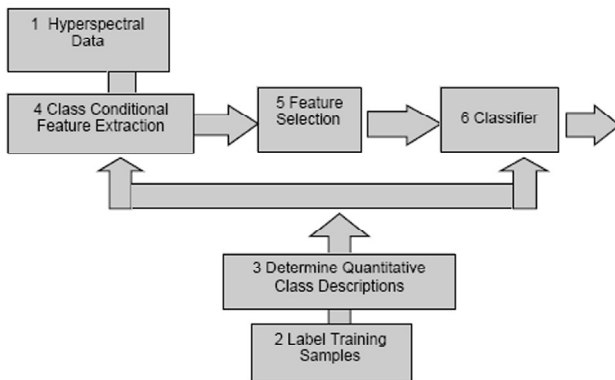 1 Hyperspectral
Data
4 Class Conditional
Feature Extraction
5 Feature
Selection
6 Classifier
3 Determine Quantitative
Class Descriptions
2 Label Training
Samples